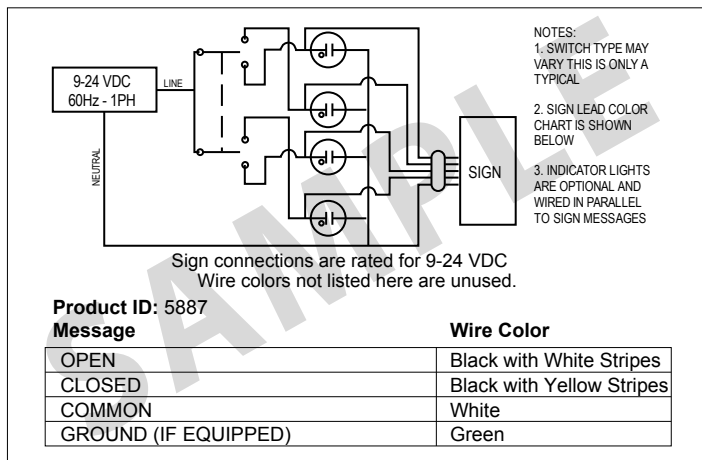 NOTES:
1. SWITCH TYPE MAY
VARY THIS IS ONLY A
TYPICAL
2. SIGN LEAD COLOR
CHART IS SHOWN
BELOW
3. INDICATOR LIGHTS
ARE OPTIONAL AND
WIRED IN PARALLEL
TO SIGN MESSAGES
9-24 VDC
60Hz - 1PH
LINE
NEUTRAL
SIGN
SAMPLE
Sign connections are rated for 9-24 VDC
Wire colors not listed here are unused.
Product ID: 5887
Message Wire Color
OPEN Black with White Stripes
CLOSED Black with Yellow Stripes
COMMON White
GROUND (IF EQUIPPED) Green